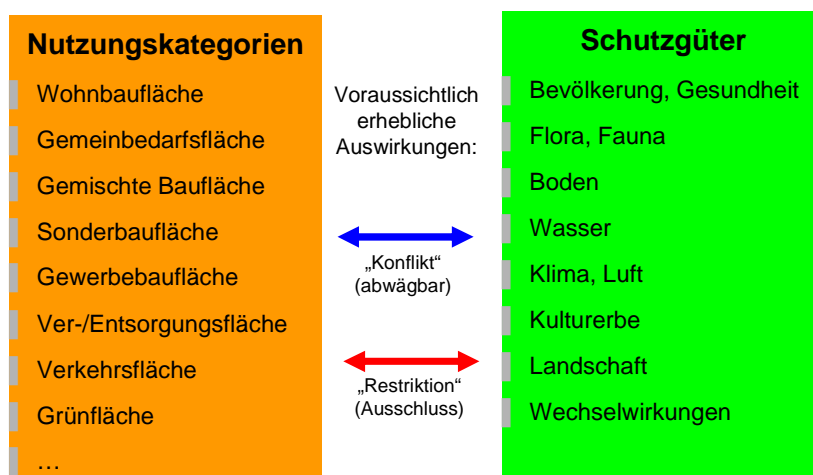 Nutzungskategorien
Wohnbaufläche
Gemeinbedarfsfläche
Gemischte Baufläche
Sonderbaufläche
Gewerbebaufläche
Ver-/Entsorgungsfläche
Verkehrsfläche
Grünfläche
…
Voraussichtlich
erhebliche
Auswirkungen:
„Konflikt“
(abwägbar)
„Restriktion“
(Ausschluss)
Schutzgüter
Bevölkerung, Gesundheit
Flora, Fauna
Boden
Wasser
Klima, Luft
Kulturerbe
Landschaft
Wechselwirkungen